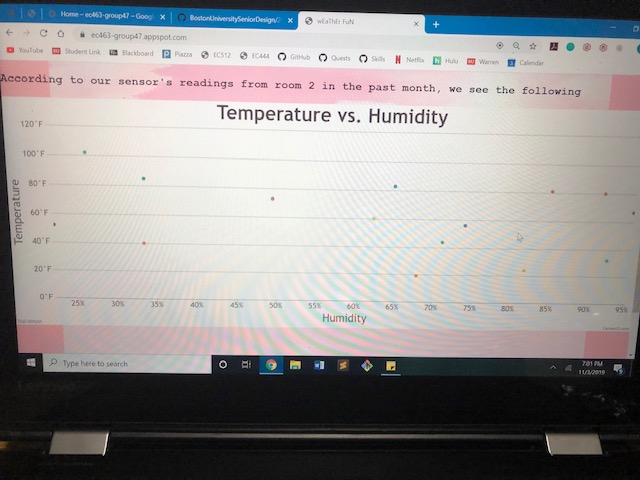 Home - ec463-group47 - Goog
BostonUniversitySeniorDesign/
wEaThEr FuN
ec463-group47.appspot.com
YouTube Student Link Blackboard Piazza EC512 EC444 GitHub Quests Skills Netflix Hulu Warren Calendar
According to our sensor's readings from room 2 in the past month, we see the following
Temperature vs. Humidity
120°F
100°F
80°F
60°F
40°F
20°F
0°F
Temperature
25% 30% 35% 40% 45% 50% 55% 60% 65% 70% 75% 80% 85% 90% 95%
Humidity
Type here to search
7:01 PM
11/3/2019